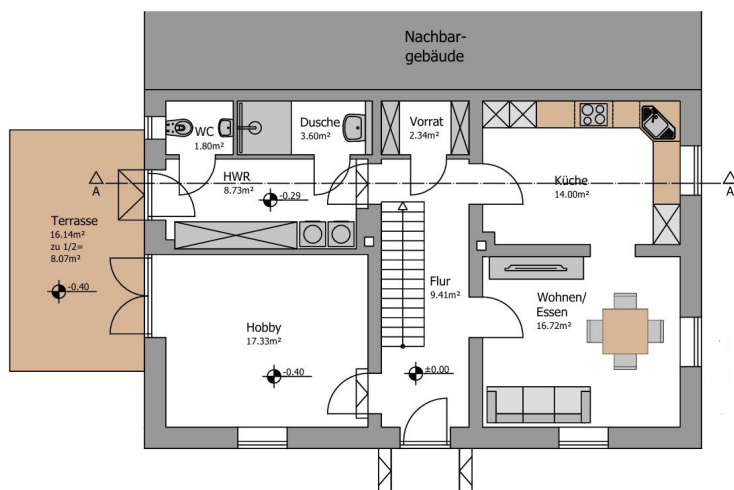 Nachbar-
gebäude
WC
1.80m²
Dusche
3.60m²
Vorrat
2.34m²
HWR
8.73m²
-0.29
Küche
14.00m²
A
A
Terrasse
16.14m²
zu 1/2=
8.07m²
-0.40
Flur
9.41m²
Wohnen/
Essen
16.72m²
Hobby
17.33m²
-0.40
±0.00